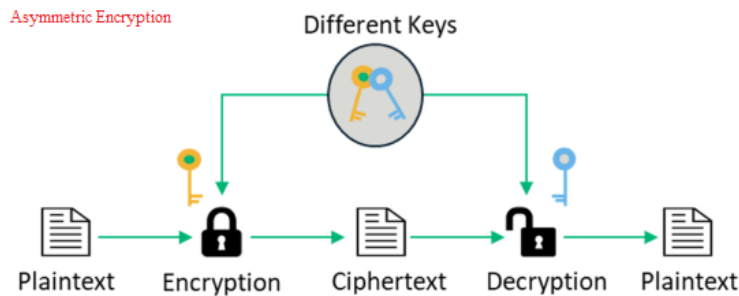 Asymmetric Encryption
Different Keys
Plaintext
Encryption
Ciphertext
Decryption
Plaintext